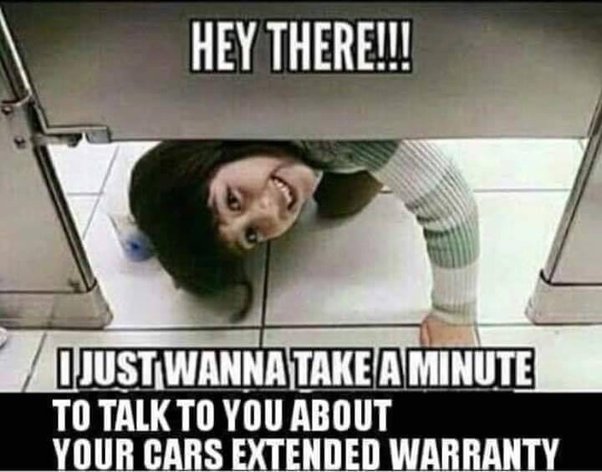 HEY THERE!!!
I JUST WANNA TAKE A MINUTE
TO TALK TO YOU ABOUT
YOUR CARS EXTENDED WARRANTY